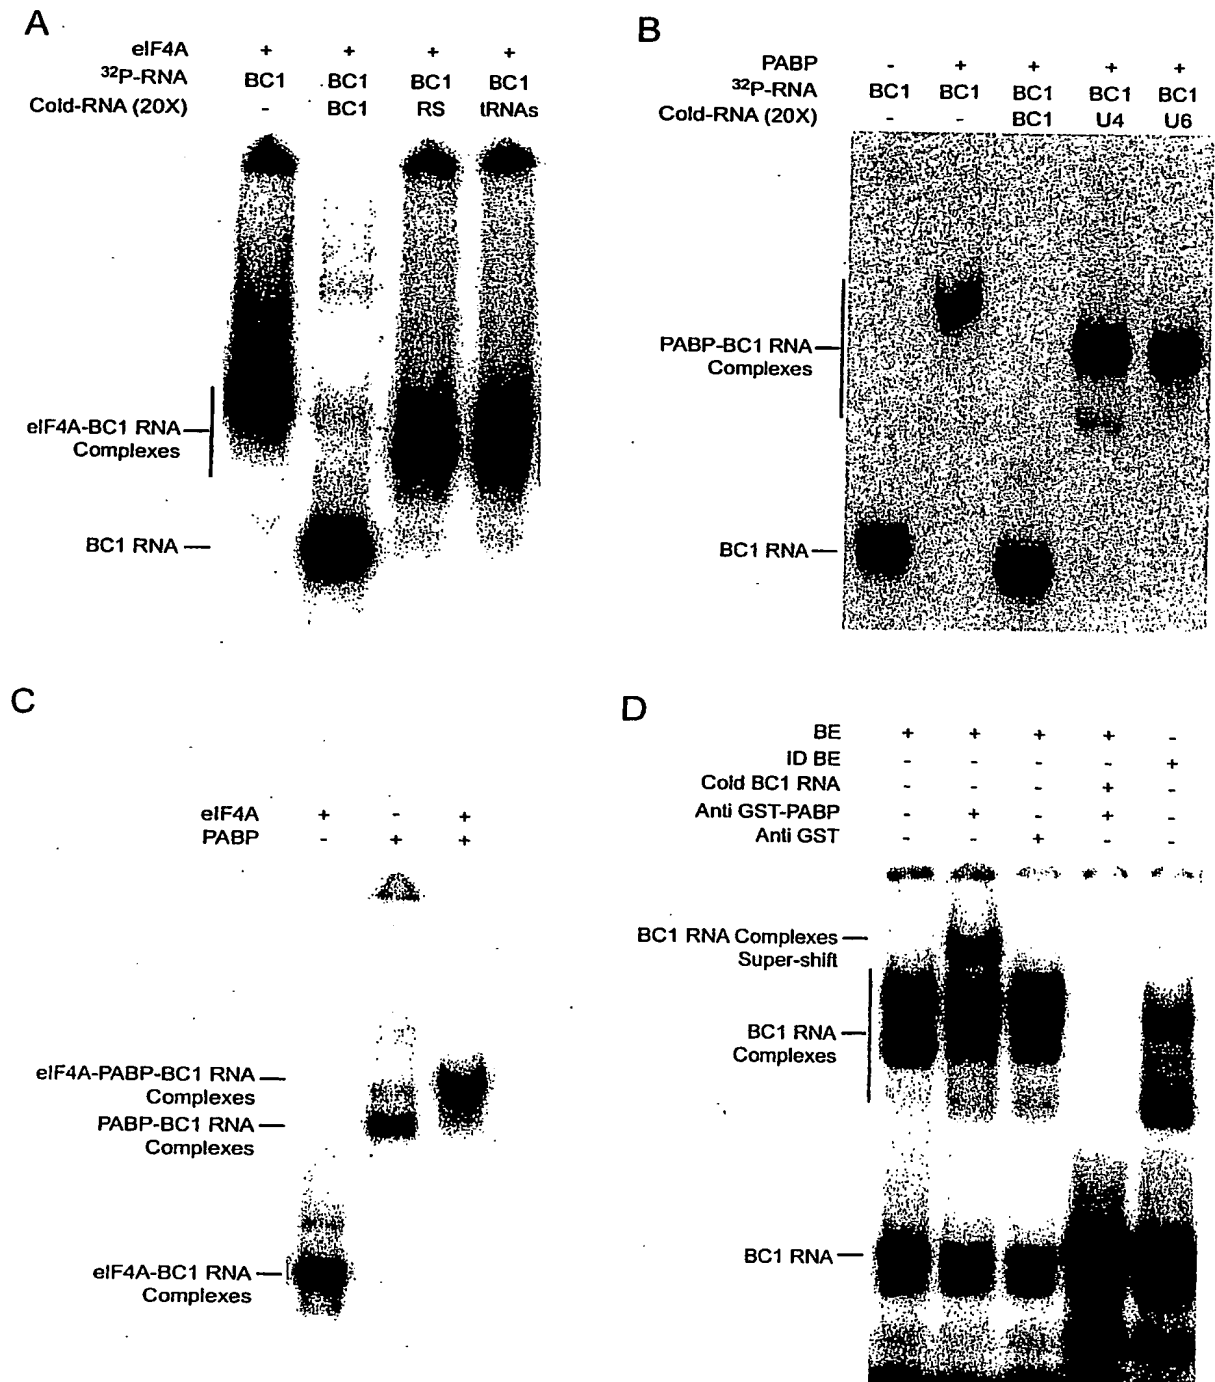 A
eIF4A + + + +
32P-RNA BC1 BC1 BC1 BC1
Cold-RNA (20X) - BC1 RS tRNAs
eIF4A-BC1 RNA
Complexes
BC1 RNA
B
PABP - + + + +
32P-RNA BC1 BC1 BC1 BC1 BC1
Cold-RNA (20X) - - BC1 U4 U6
PABP-BC1 RNA
Complexes
BC1 RNA
C
eIF4A + - +
PABP - + +
eIF4A-PABP-BC1 RNA
Complexes
PABP-BC1 RNA
Complexes
eIF4A-BC1 RNA
Complexes
D
BE + + + + -
ID BE - - - - +
Cold BC1 RNA - - - + -
Anti GST-PABP - + - + -
Anti GST - - + - -
BC1 RNA Complexes
Super-shift
BC1 RNA
Complexes
BC1 RNA